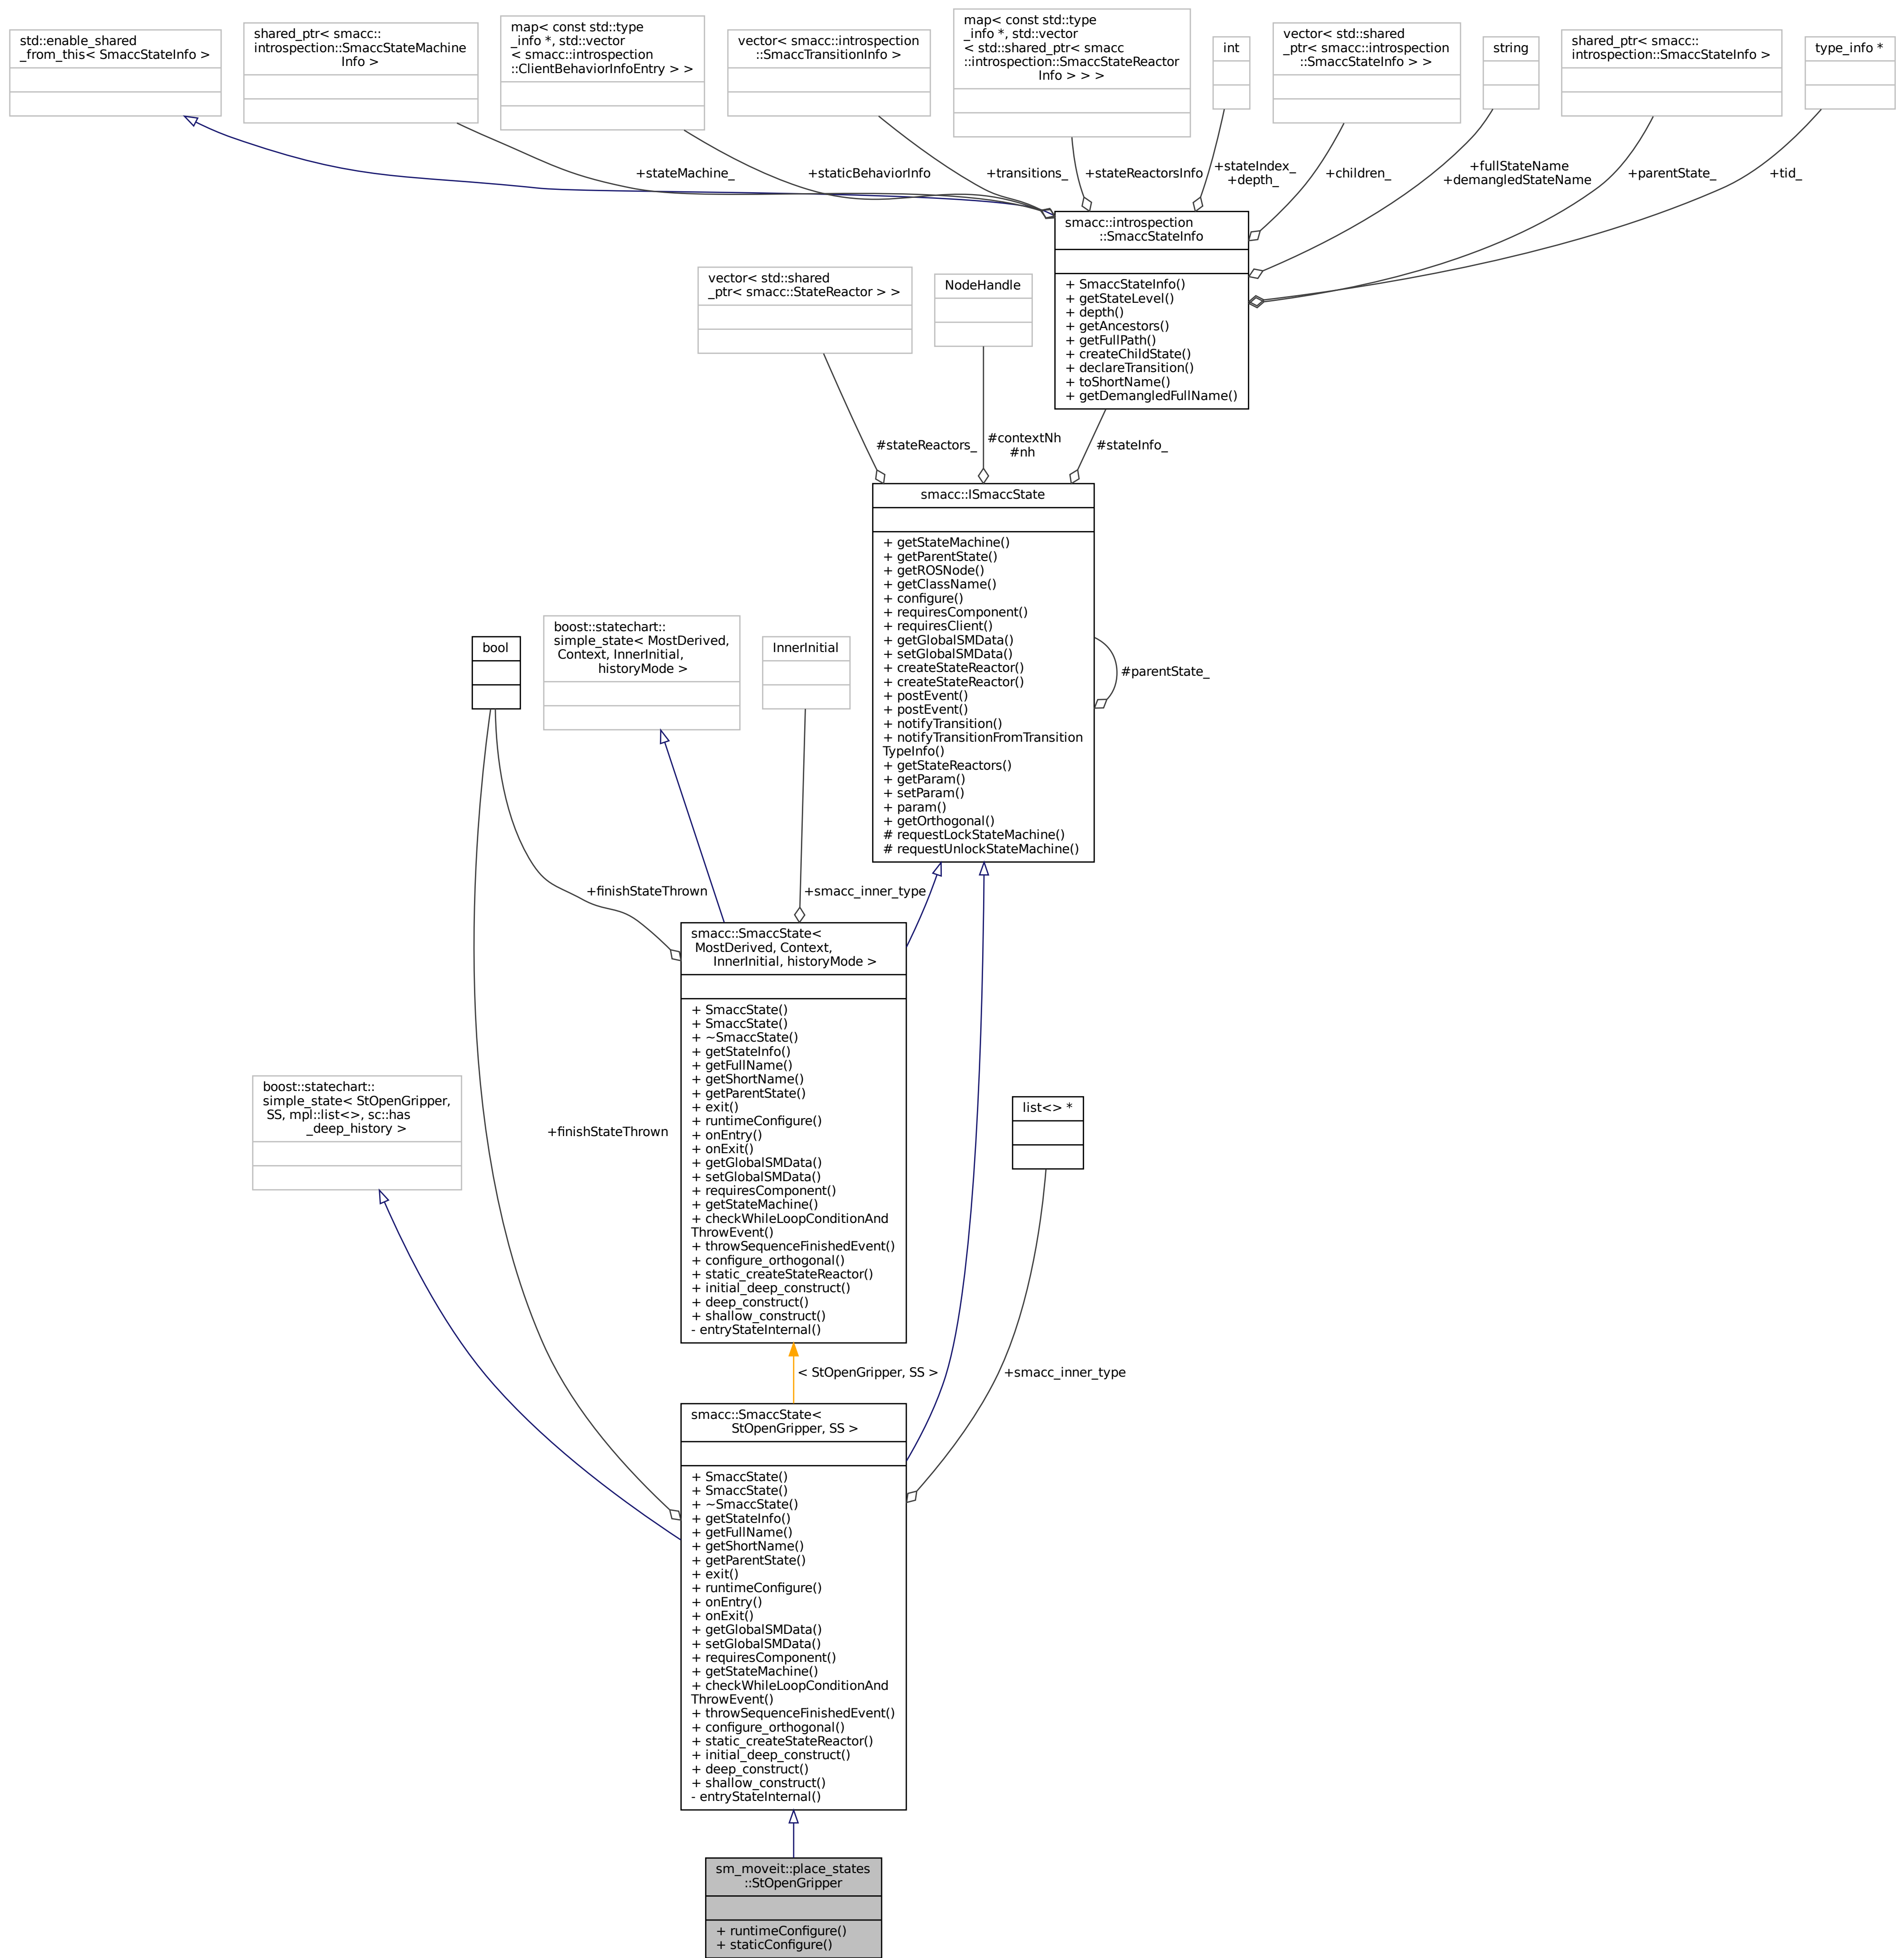 std::enable_shared
_from_this< SmaccStateInfo >
shared_ptr< smacc::
introspection::SmaccStateMachine
Info >
map< const std::type
_info *, std::vector
< smacc::introspection
::ClientBehaviorInfoEntry > >
vector< smacc::introspection
::SmaccTransitionInfo >
map< const std::type
_info *, std::vector
< std::shared_ptr< smacc
::introspection::SmaccStateReactor
Info > > >
int
vector< std::shared
_ptr< smacc::introspection
::SmaccStateInfo > >
string
shared_ptr< smacc::
introspection::SmaccStateInfo >
type_info *
+stateMachine_
+staticBehaviorInfo
+transitions_
+stateReactorsInfo
+stateIndex_
+depth_
+children_
+fullStateName
+demangledStateName
+parentState_
+tid_
smacc::introspection
::SmaccStateInfo
+ SmaccStateInfo()
+ getStateLevel()
+ depth()
+ getAncestors()
+ getFullPath()
+ createChildState()
+ declareTransition()
+ toShortName()
+ getDemangledFullName()
vector< std::shared
_ptr< smacc::StateReactor > >
NodeHandle
#stateReactors_
#contextNh
#nh
#stateInfo_
smacc::ISmaccState
+ getStateMachine()
+ getParentState()
+ getROSNode()
+ getClassName()
+ configure()
+ requiresComponent()
+ requiresClient()
+ getGlobalSMData()
+ setGlobalSMData()
+ createStateReactor()
+ createStateReactor()
+ postEvent()
+ postEvent()
+ notifyTransition()
+ notifyTransitionFromTransition
TypeInfo()
+ getStateReactors()
+ getParam()
+ setParam()
+ param()
+ getOrthogonal()
# requestLockStateMachine()
# requestUnlockStateMachine()
#parentState_
bool
boost::statechart::
simple_state< MostDerived,
Context, InnerInitial,
historyMode >
InnerInitial
+finishStateThrown
+smacc_inner_type
smacc::SmaccState<
MostDerived, Context,
InnerInitial, historyMode >
+ SmaccState()
+ SmaccState()
+ ~SmaccState()
+ getStateInfo()
+ getFullName()
+ getShortName()
+ getParentState()
+ exit()
+ runtimeConfigure()
+ onEntry()
+ onExit()
+ getGlobalSMData()
+ setGlobalSMData()
+ requiresComponent()
+ getStateMachine()
+ checkWhileLoopConditionAnd
ThrowEvent()
+ throwSequenceFinishedEvent()
+ configure_orthogonal()
+ static_createStateReactor()
+ initial_deep_construct()
+ deep_construct()
+ shallow_construct()
- entryStateInternal()
boost::statechart::
simple_state< StOpenGripper,
SS, mpl::list<>, sc::has
_deep_history >
+finishStateThrown
list<> *
< StOpenGripper, SS >
+smacc_inner_type
smacc::SmaccState<
StOpenGripper, SS >
+ SmaccState()
+ SmaccState()
+ ~SmaccState()
+ getStateInfo()
+ getFullName()
+ getShortName()
+ getParentState()
+ exit()
+ runtimeConfigure()
+ onEntry()
+ onExit()
+ getGlobalSMData()
+ setGlobalSMData()
+ requiresComponent()
+ getStateMachine()
+ checkWhileLoopConditionAnd
ThrowEvent()
+ throwSequenceFinishedEvent()
+ configure_orthogonal()
+ static_createStateReactor()
+ initial_deep_construct()
+ deep_construct()
+ shallow_construct()
- entryStateInternal()
sm_moveit::place_states
::StOpenGripper
+ runtimeConfigure()
+ staticConfigure()